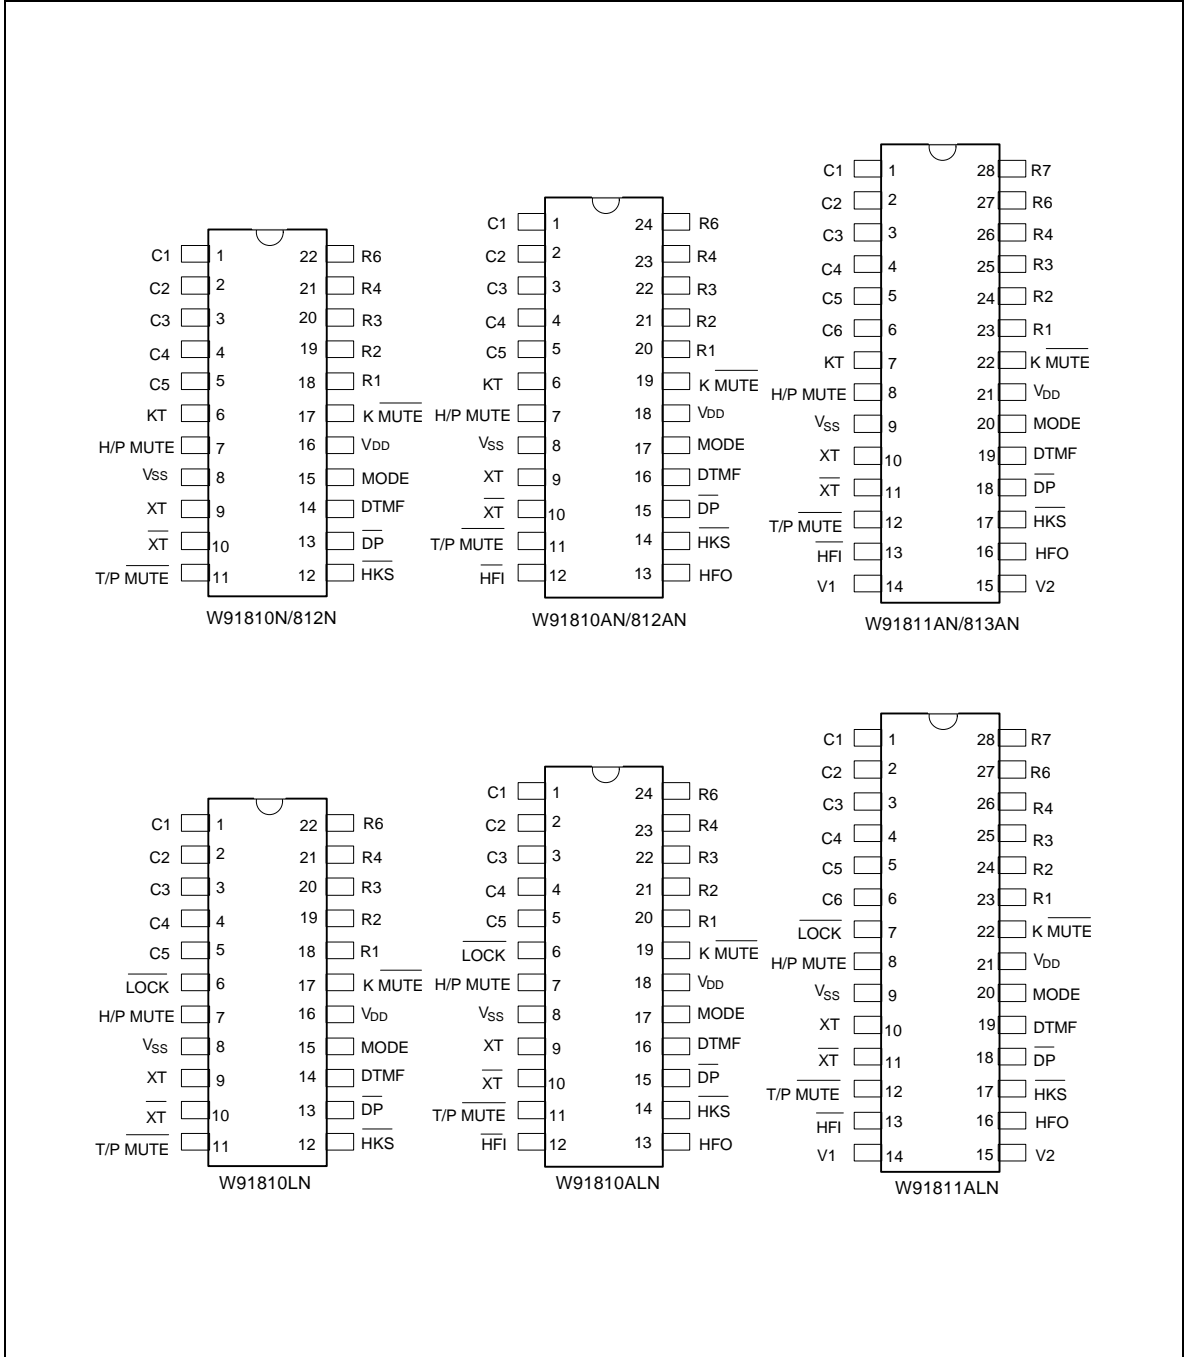 C1 1 22 R6
C2 2 21 R4
C3 3 20 R3
C4 4 19 R2
C5 5 18 R1
KT 6 17 K MUTE
H/P MUTE 7 16 VDD
VSS 8 15 MODE
XT 9 14 DTMF
XT 10 13 DP
T/P MUTE 11 12 HKS
W91810N/812N
C1 1 24 R6
C2 2 23 R4
C3 3 22 R3
C4 4 21 R2
C5 5 20 R1
KT 6 19 K MUTE
H/P MUTE 7 18 VDD
VSS 8 17 MODE
XT 9 16 DTMF
XT 10 15 DP
T/P MUTE 11 14 HKS
HFI 12 13 HFO
W91810AN/812AN
C1 1 28 R7
C2 2 27 R6
C3 3 26 R4
C4 4 25 R3
C5 5 24 R2
C6 6 23 R1
KT 7 22 K MUTE
H/P MUTE 8 21 VDD
VSS 9 20 MODE
XT 10 19 DTMF
XT 11 18 DP
T/P MUTE 12 17 HKS
HFI 13 16 HFO
V1 14 15 V2
W91811AN/813AN
C1 1 22 R6
C2 2 21 R4
C3 3 20 R3
C4 4 19 R2
C5 5 18 R1
LOCK 6 17 K MUTE
H/P MUTE 7 16 VDD
VSS 8 15 MODE
XT 9 14 DTMF
XT 10 13 DP
T/P MUTE 11 12 HKS
W91810LN
C1 1 24 R6
C2 2 23 R4
C3 3 22 R3
C4 4 21 R2
C5 5 20 R1
LOCK 6 19 K MUTE
H/P MUTE 7 18 VDD
VSS 8 17 MODE
XT 9 16 DTMF
XT 10 15 DP
T/P MUTE 11 14 HKS
HFI 12 13 HFO
W91810ALN
C1 1 28 R7
C2 2 27 R6
C3 3 26 R4
C4 4 25 R3
C5 5 24 R2
C6 6 23 R1
LOCK 7 22 K MUTE
H/P MUTE 8 21 VDD
VSS 9 20 MODE
XT 10 19 DTMF
XT 11 18 DP
T/P MUTE 12 17 HKS
HFI 13 16 HFO
V1 14 15 V2
W91811ALN